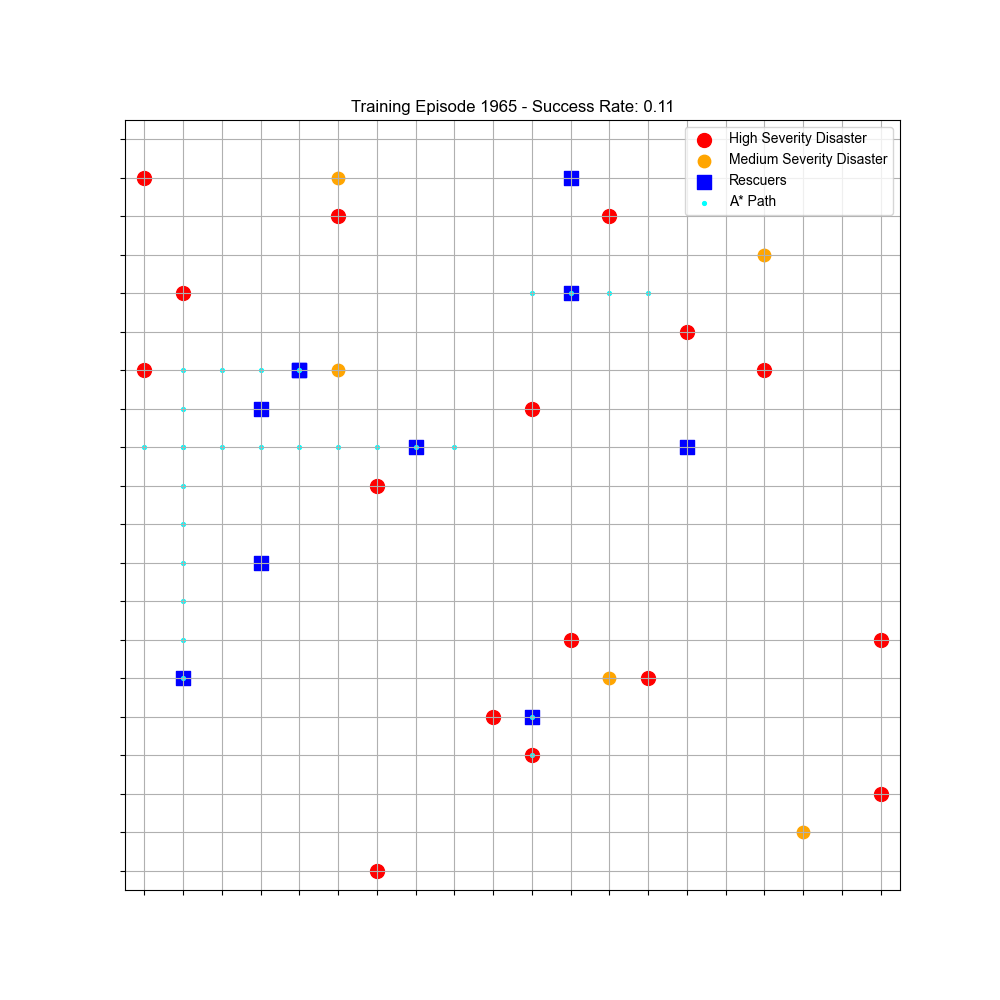 Training Episode 1965 - Success Rate: 0.11
High Severity Disaster
Medium Severity Disaster
Rescuers
A* Path